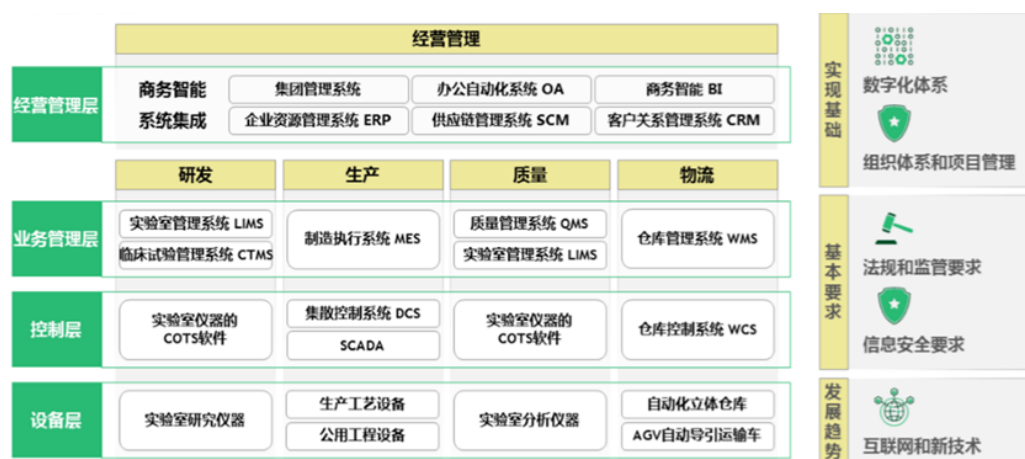 经营管理
经营管理层
商务智能
系统集成
集团管理系统
办公自动化系统 OA
商务智能 BI
企业资源管理系统 ERP
供应链管理系统 SCM
客户关系管理系统 CRM
研发
生产
质量
物流
业务管理层
实验室管理系统 LIMS
临床试验管理系统 CTMS
制造执行系统 MES
质量管理系统 QMS
实验室管理系统 LIMS
仓库管理系统 WMS
控制层
实验室仪器的
COTS软件
集散控制系统 DCS
SCADA
实验室仪器的
COTS软件
仓库控制系统 WCS
设备层
实验室研究仪器
生产工艺设备
公用工程设备
实验室分析仪器
自动化立体仓库
AGV自动导引运输车
实现基础
数字化体系
组织体系和项目管理
基本要求
法规和监管要求
信息安全要求
发展趋势
互联网和新技术